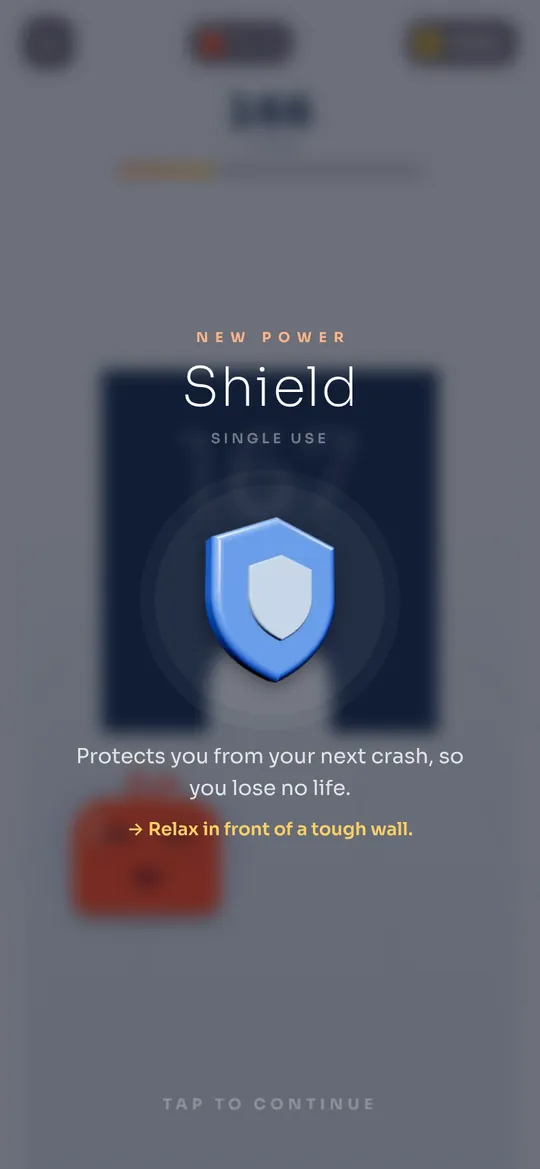 NEW POWER
Shield
SINGLE USE
Protects you from your next crash, so
you lose no life.
→ Relax in front of a tough wall.
TAP TO CONTINUE